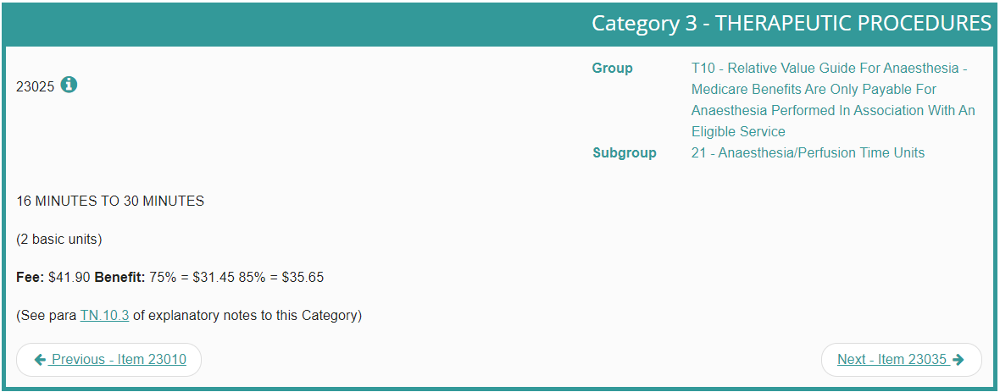 Category 3 - THERAPEUTIC PROCEDURES
23025
Group
T10 - Relative Value Guide For Anaesthesia -
Medicare Benefits Are Only Payable For
Anaesthesia Performed In Association With An
Eligible Service
Subgroup
21 - Anaesthesia/Perfusion Time Units
16 MINUTES TO 30 MINUTES
(2 basic units)
Fee: $41.90 Benefit: 75% = $31.45 85% = $35.65
(See para TN.10.3 of explanatory notes to this Category)
Previous - Item 23010
Next - Item 23035